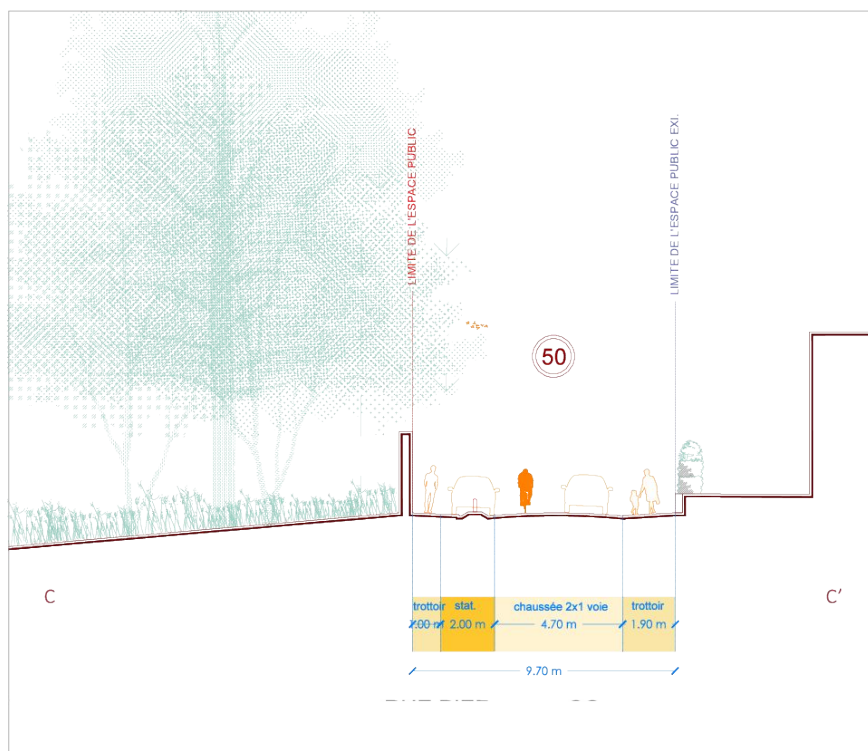 LIMITE DE L'ESPACE PUBLIC
LIMITE DE L'ESPACE PUBLIC EXI.
50
C
C'
trottoir stat. chaussée 2x1 voie trottoir
2.00 m 4.70 m 1.90 m
9.70 m